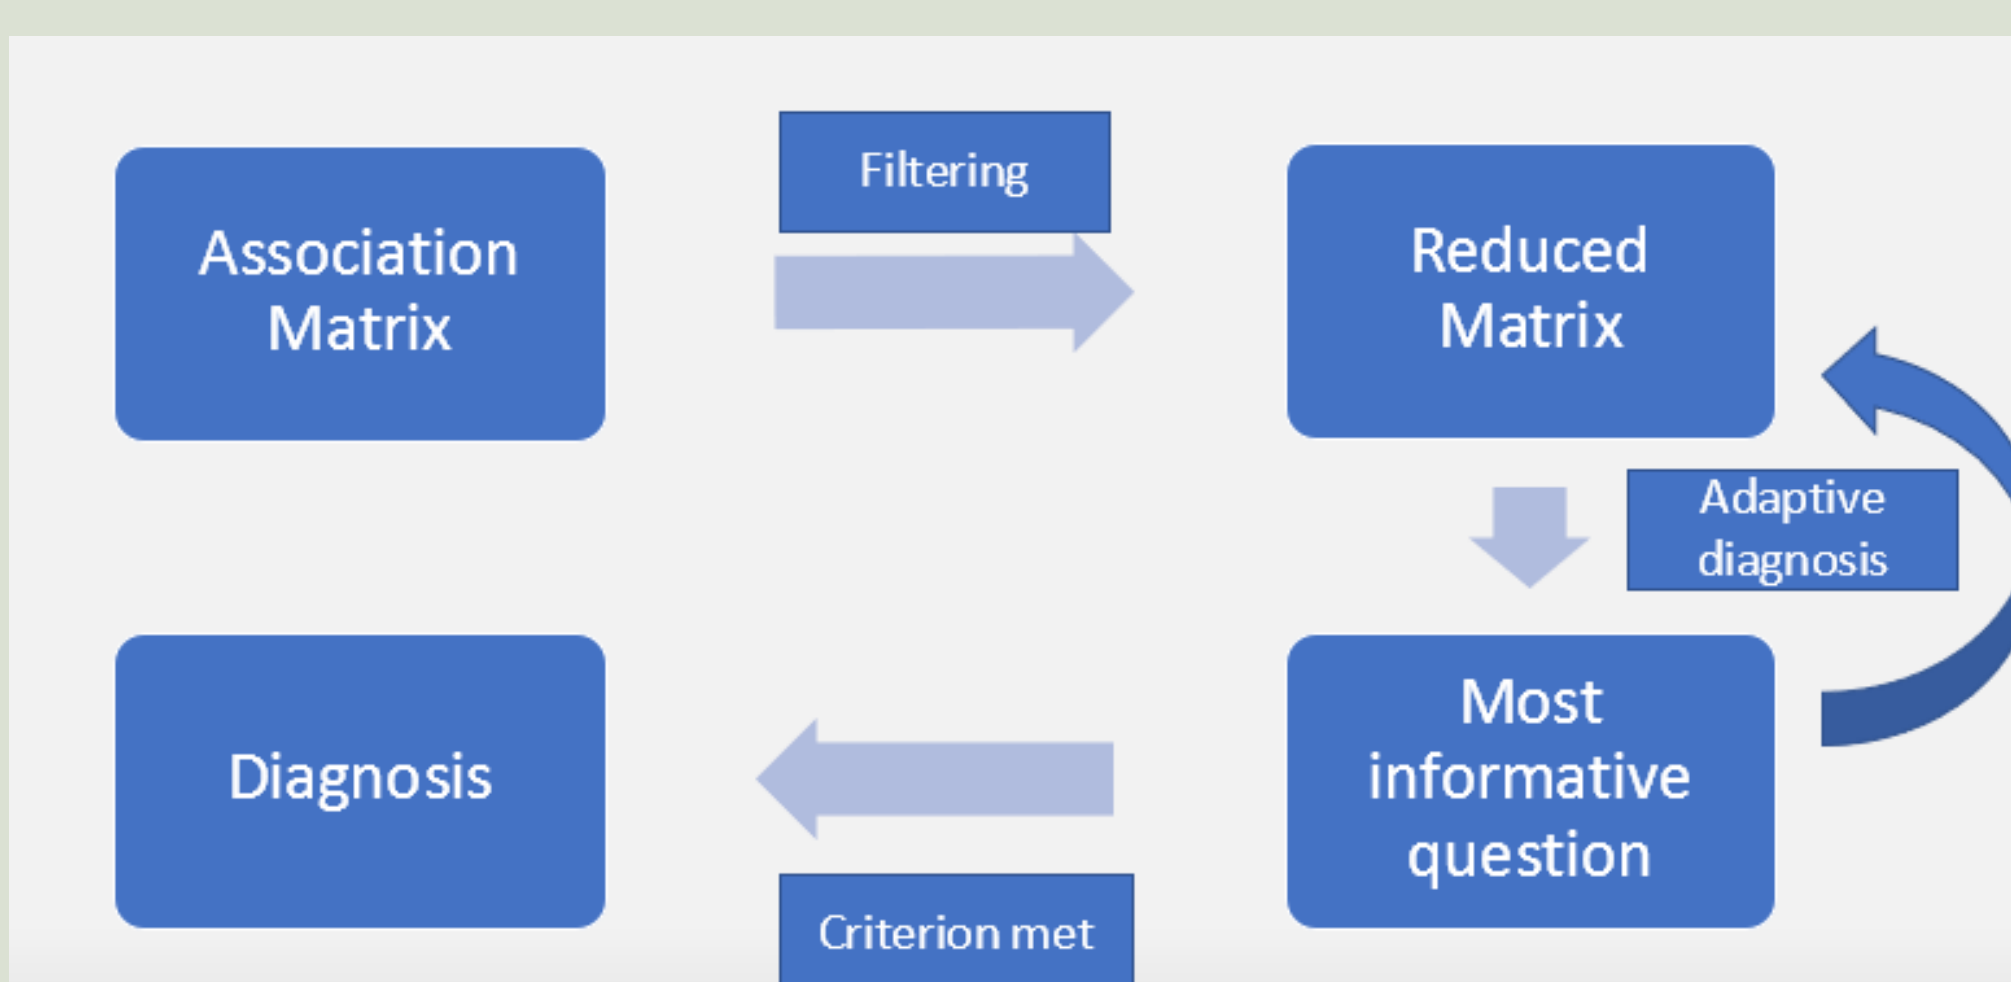 Filtering
Association
Matrix
Reduced
Matrix
Adaptive
diagnosis
Most
informative
question
Diagnosis
Criterion met